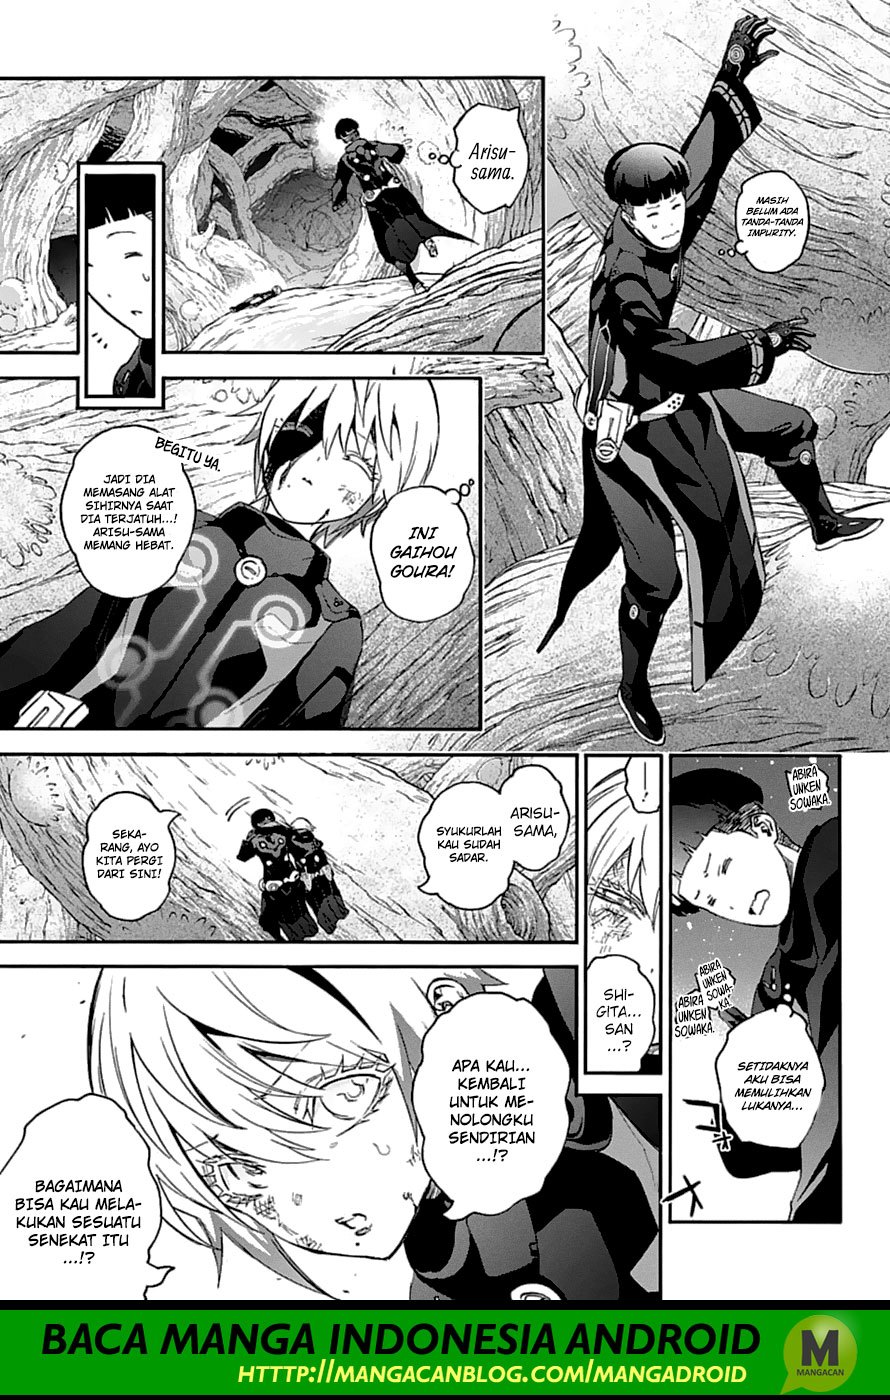 MASIH
BELUM ADA
TANDA-TANDA
IMPURITY.
Arisu-
sama.
INI
GAIHOU
GOURA!
BEGITU YA.
JADI DIA
MEMASANG ALAT
SIHIRNYA SAAT
DIA TERJATUH...!
ARISU-SAMA
MEMANG HEBAT.
ABIRA
UNKEN
SOWAKA.
ABIRA
UNKEN
SOWA-
KA.
ABIRA
UNKEN
SOWAKA.
SETIDAKNYA
AKU BISA
MEMULIHKAN
LUKANYA...
SHI-
GITA...
SAN
...?
ARISU-
SAMA,
SYUKURLAH
KAU SUDAH
SADAR.
SEKA-
RANG, AYO
KITA PERGI
DARI SINI!
APA KAU...
KEMBALI
UNTUK ME-
NOLONGKU
SENDIRIAN
...!?
BAGAIMANA
BISA KAU MELA-
KUKAN SESUATU
SENEKAT ITU
...!?
BACA MANGA INDONESIA ANDROID
HTTTP://MANGACANBLOG.COM/MANGADROID
M
MANGACAN